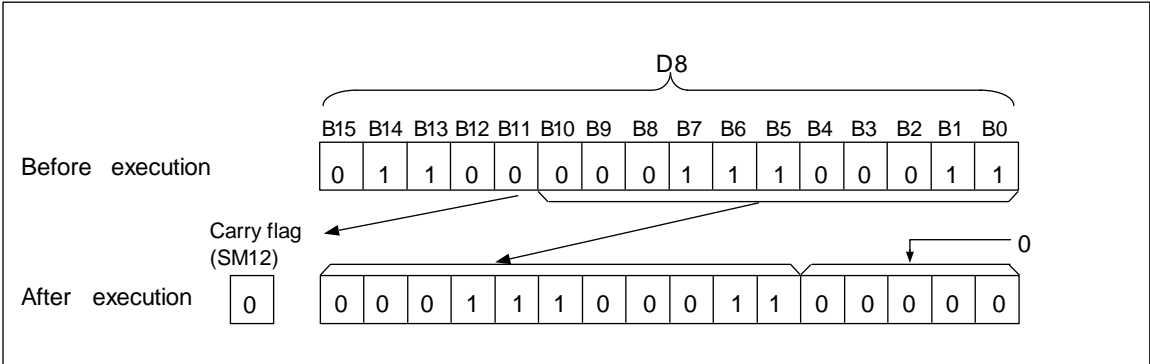 D8
B15 B14 B13 B12 B11 B10 B9 B8 B7 B6 B5 B4 B3 B2 B1 B0
Before execution 0 1 1 0 0 0 0 0 1 1 1 0 0 0 1 1
Carry flag
(SM12)
0
After execution 0 0 0 0 1 1 1 0 0 0 1 1 0 0 0 0 0